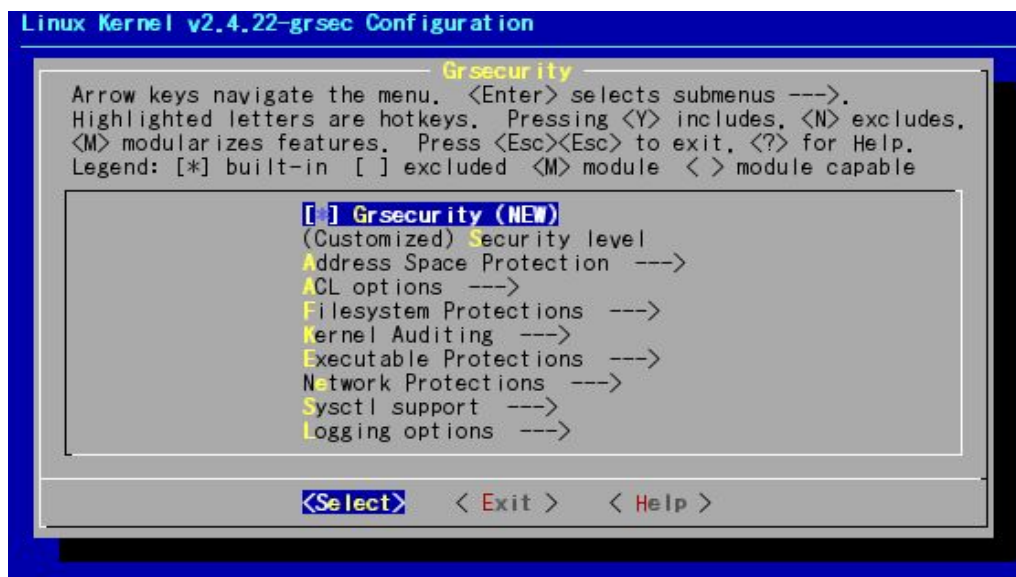 Linux Kernel v2.4.22-grsec Configuration
Grsecurity
Arrow keys navigate the menu. <Enter> selects submenus --->.
Highlighted letters are hotkeys. Pressing <Y> includes, <N> excludes,
<M> modularizes features. Press <Esc><Esc> to exit, <?> for Help.
Legend: [*] built-in [ ] excluded <M> module < > module capable
[*] Grsecurity (NEW)
(Customized) Security level
Address Space Protection --->
ACL options --->
Filesystem Protections --->
Kernel Auditing --->
Executable Protections --->
Network Protections --->
Sysctl support --->
Logging options --->
<Select> < Exit > < Help >